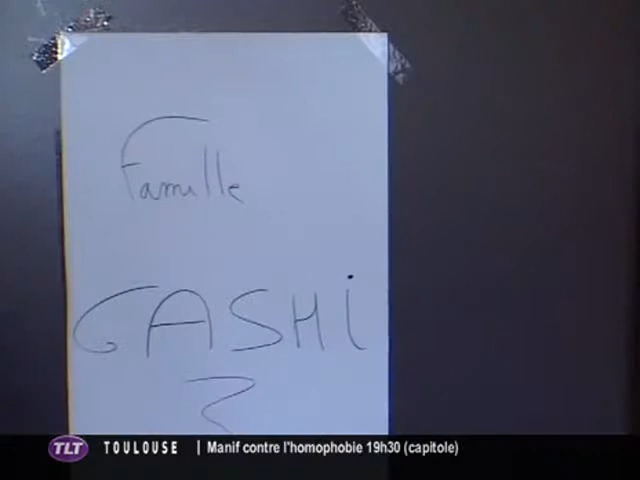 Famille
GASHi
TLT TOULOUSE | Manif contre l'homophobie 19h30 (capitole)